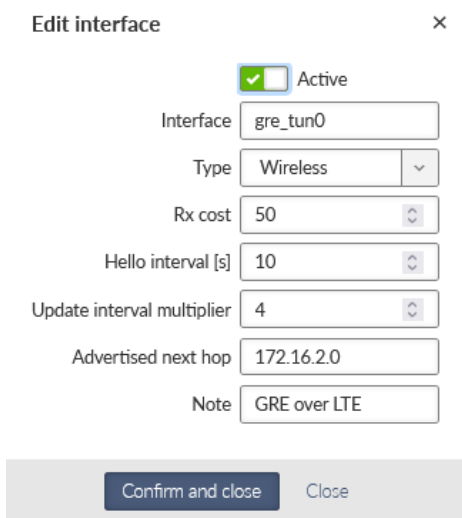 Edit interface ×
Active
Interface gre_tun0
Type Wireless
Rx cost 50
Hello interval [s] 10
Update interval multiplier 4
Advertised next hop 172.16.2.0
Note GRE over LTE
Confirm and close Close